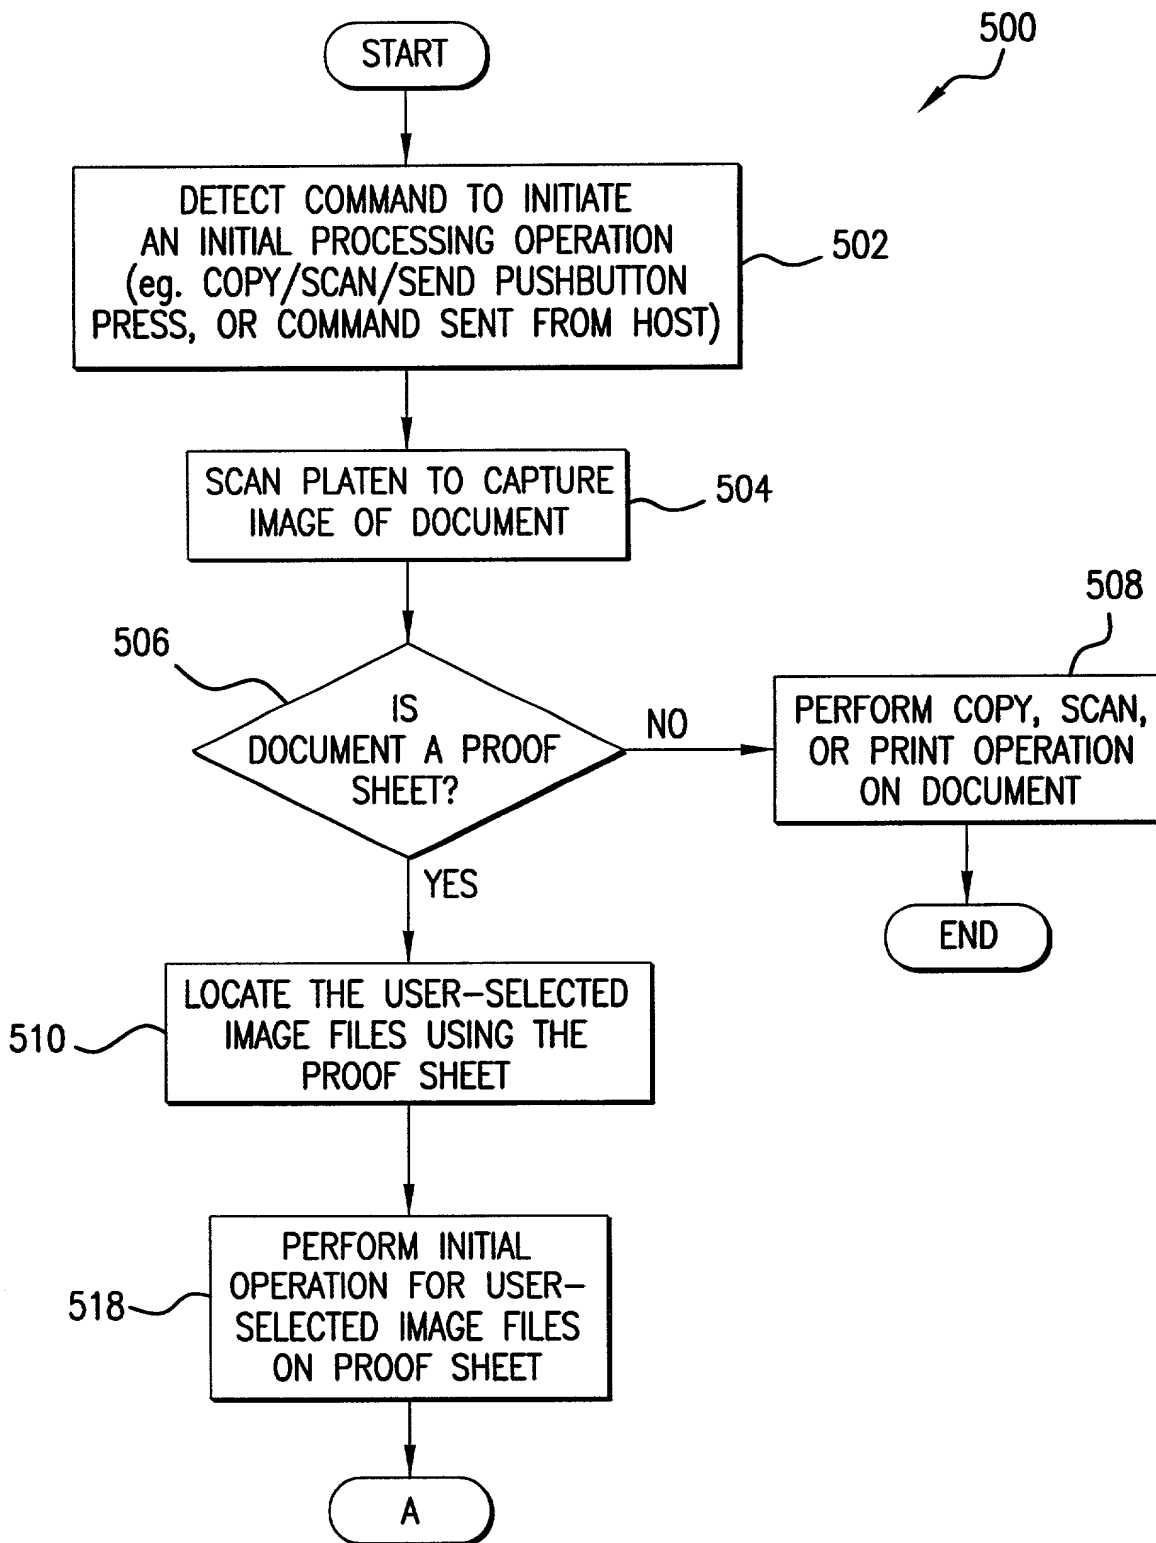 500
START
DETECT COMMAND TO INITIATE
AN INITIAL PROCESSING OPERATION
(eg. COPY/SCAN/SEND PUSHBUTTON
PRESS, OR COMMAND SENT FROM HOST)
502
SCAN PLATEN TO CAPTURE
IMAGE OF DOCUMENT
504
506
IS
DOCUMENT A PROOF
SHEET?
NO
508
PERFORM COPY, SCAN,
OR PRINT OPERATION
ON DOCUMENT
END
YES
510
LOCATE THE USER-SELECTED
IMAGE FILES USING THE
PROOF SHEET
518
PERFORM INITIAL
OPERATION FOR USER-
SELECTED IMAGE FILES
ON PROOF SHEET
A